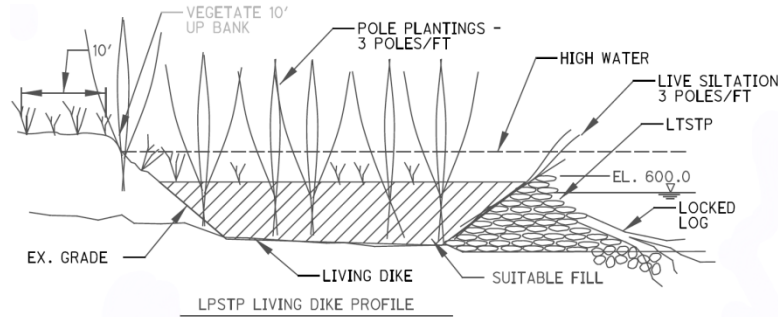 VEGETATE 10'
UP BANK
10'
POLE PLANTINGS -
3 POLES/FT
HIGH WATER
LIVE SILTATION
3 POLES/FT
LTSTP
EL. 600.0
LOCKED
LOG
EX. GRADE
LIVING DIKE
SUITABLE FILL
LPSTP LIVING DIKE PROFILE